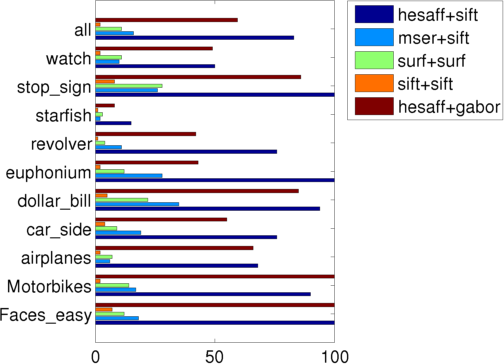 all
watch
stop_sign
starfish
revolver
euphonium
dollar_bill
car_side
airplanes
Motorbikes
Faces_easy
0 50 100
hesaff+sift
mser+sift
surf+surf
sift+sift
hesaff+gabor